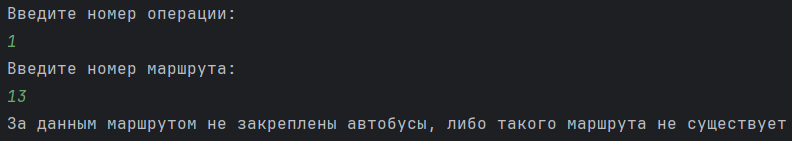 Введите номер операции:
1
Введите номер маршрута:
13
За данным маршрутом не закреплены автобусы, либо такого маршрута не существует